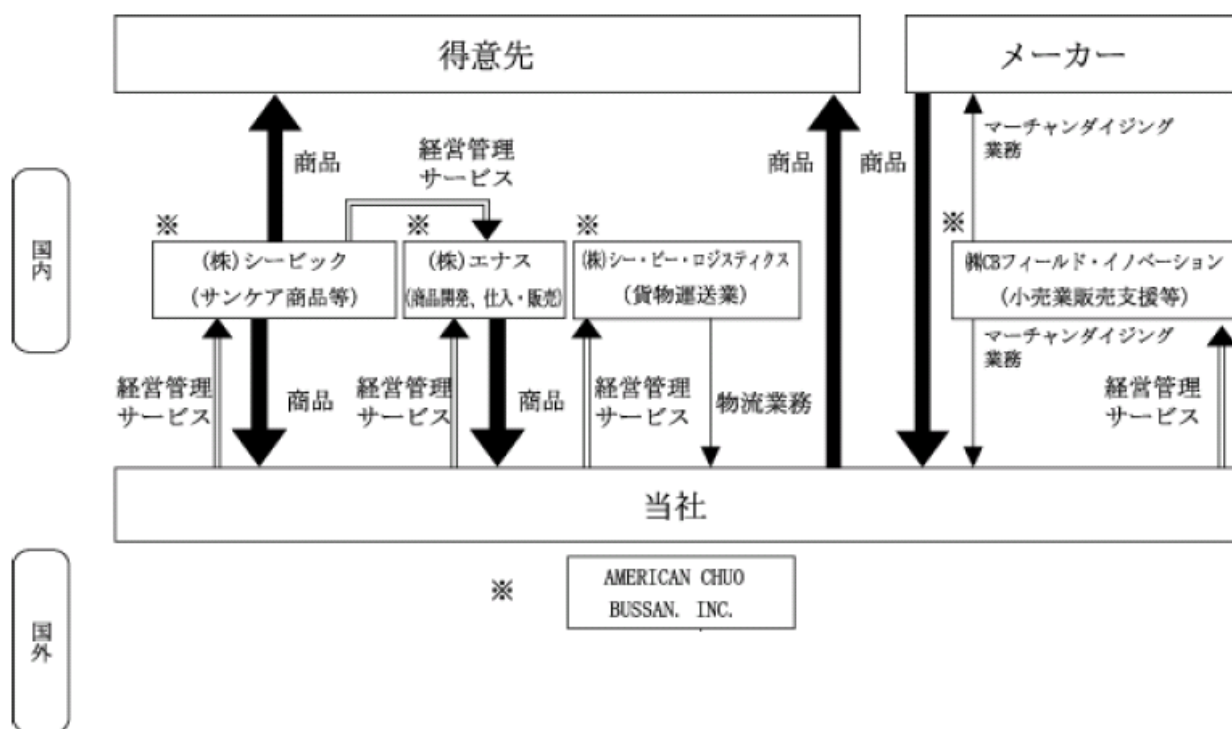 得意先
メーカー
マーチャンダイジング
業務
商品
経営管理
サービス
商品
商品
国内
※
※
※
※
(株)シービック
(サンケア商品等)
(株)エナス
(商品開発、仕入・販売)
(株)シー・ビー・ロジスティクス
(貨物運送業)
㈱CBフィールド・イノベーション
(小売業販売支援等)
マーチャンダイジング
業務
経営管理
サービス
商品
経営管理
サービス
商品
経営管理
サービス
物流業務
経営管理
サービス
当社
国外
※
AMERICAN CHUO
BUSSAN. INC.